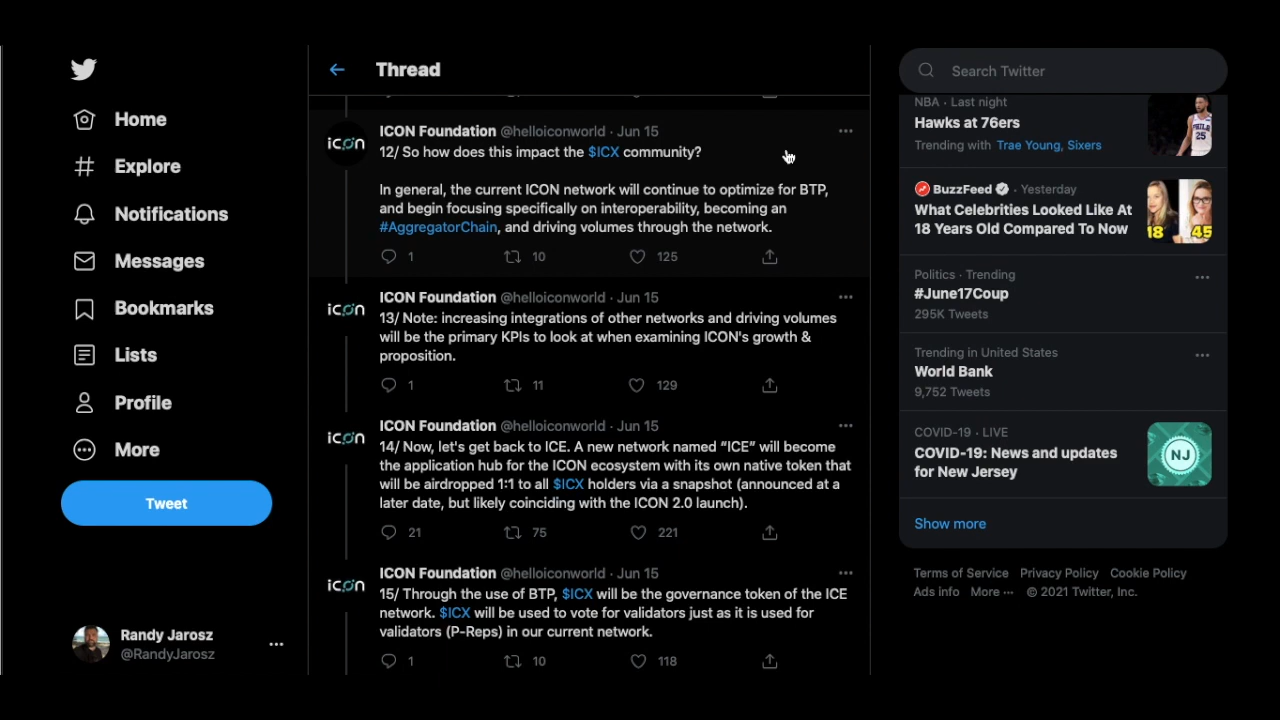 Home
Explore
Notifications
Messages
Bookmarks
Lists
Profile
More
Tweet
Randy Jarosz
@RandyJarosz
Thread
icon
ICON Foundation @helloiconworld · Jun 15
12/ So how does this impact the $ICX community?
In general, the current ICON network will continue to optimize for BTP,
and begin focusing specifically on interoperability, becoming an
#AggregatorChain, and driving volumes through the network.
1 10 125
icon
ICON Foundation @helloiconworld · Jun 15
13/ Note: increasing integrations of other networks and driving volumes
will be the primary KPIs to look at when examining ICON's growth &
proposition.
1 11 129
icon
ICON Foundation @helloiconworld · Jun 15
14/ Now, let's get back to ICE. A new network named “ICE” will become
the application hub for the ICON ecosystem with its own native token that
will be airdropped 1:1 to all $ICX holders via a snapshot (announced at a
later date, but likely coinciding with the ICON 2.0 launch).
21 75 221
icon
ICON Foundation @helloiconworld · Jun 15
15/ Through the use of BTP, $ICX will be the governance token of the ICE
network. $ICX will be used to vote for validators just as it is used for
validators (P-Reps) in our current network.
1 10 118
Search Twitter
NBA · Last night
Hawks at 76ers
Trending with Trae Young, Sixers
PHILA
25
BuzzFeed · Yesterday
What Celebrities Looked Like At
18 Years Old Compared To Now
18 45
Politics · Trending
#June17Coup
295K Tweets
Trending in United States
World Bank
9,752 Tweets
COVID-19 · LIVE
COVID-19: News and updates
for New Jersey
NJ
Show more
Terms of Service Privacy Policy Cookie Policy
Ads info More ··· © 2021 Twitter, Inc.